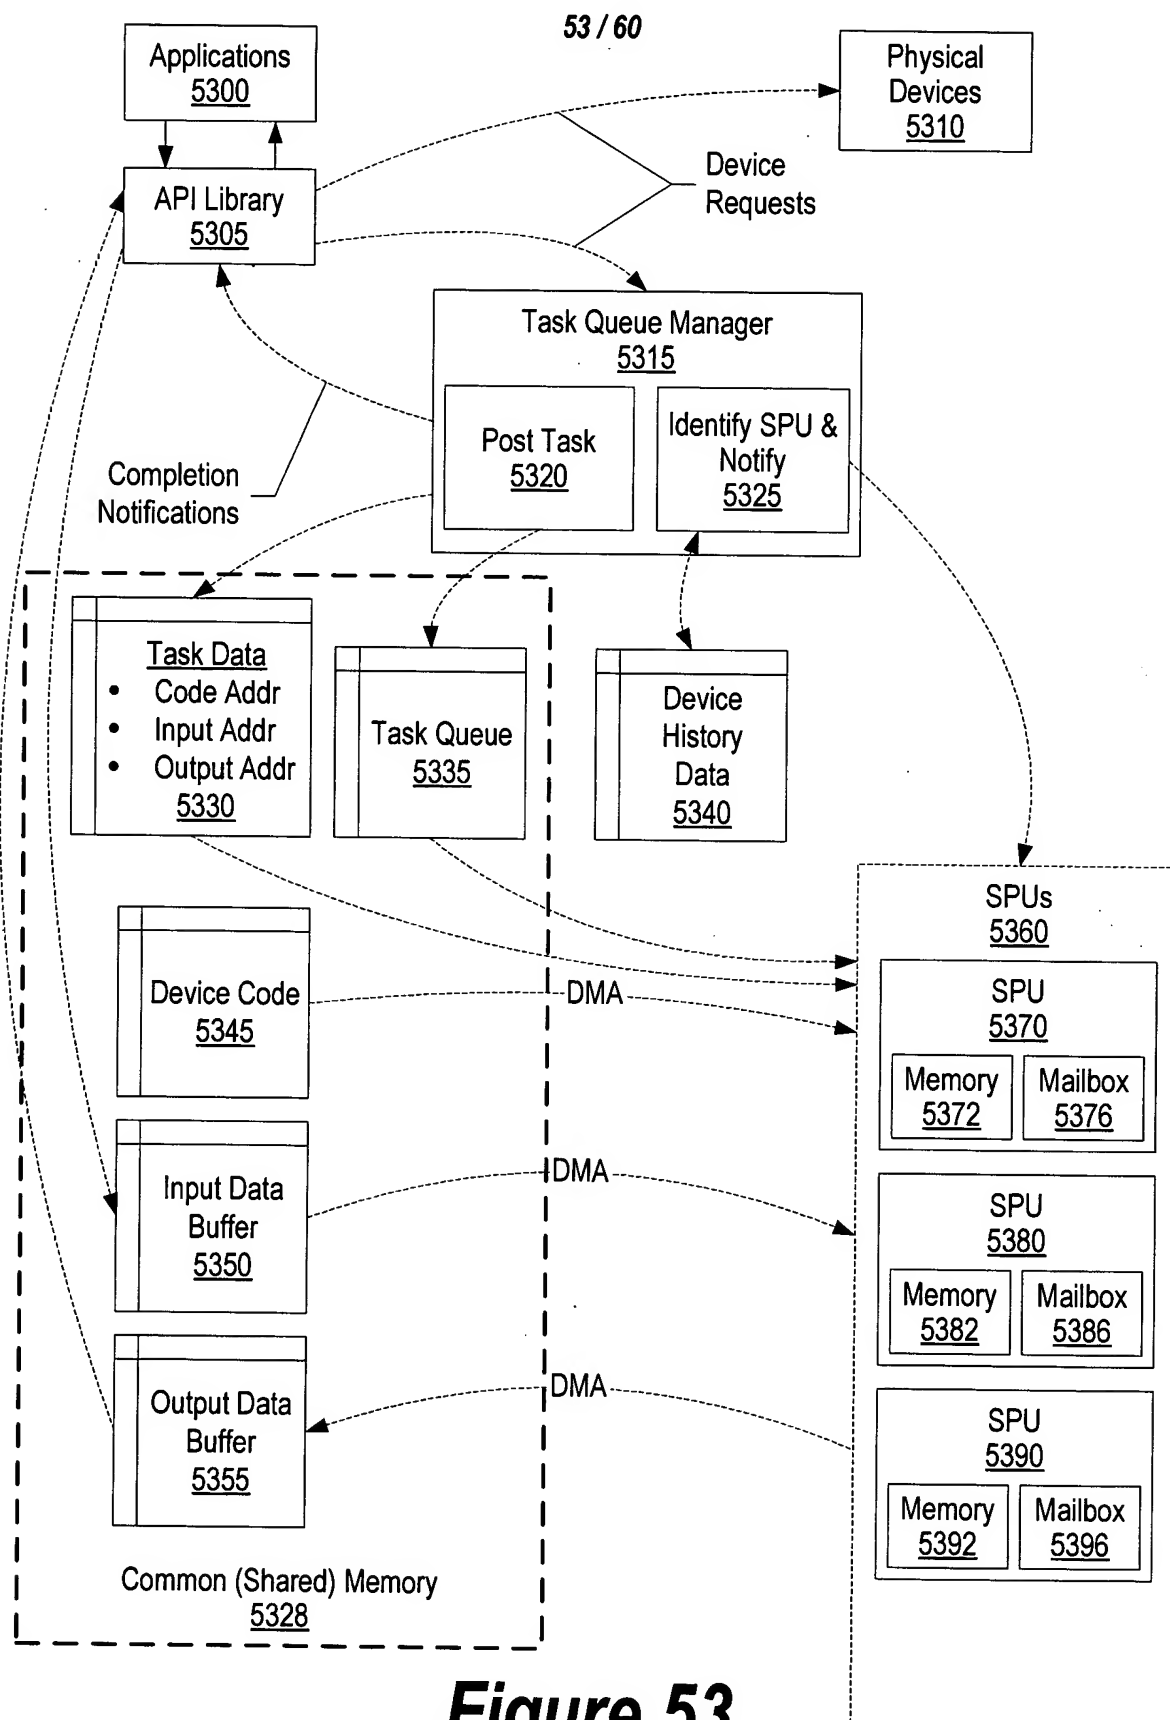 53 / 60
Applications
5300
Physical
Devices
5310
API Library
5305
Device
Requests
Task Queue Manager
5315
Post Task
5320
Identify SPU &
Notify
5325
Completion
Notifications
Task Data
• Code Addr
• Input Addr
• Output Addr
5330
Task Queue
5335
Device
History
Data
5340
SPUs
5360
Device Code
5345
DMA
SPU
5370
Memory
5372
Mailbox
5376
Input Data
Buffer
5350
DMA
SPU
5380
Memory
5382
Mailbox
5386
Output Data
Buffer
5355
DMA
SPU
5390
Memory
5392
Mailbox
5396
Common (Shared) Memory
5328
Figure 53